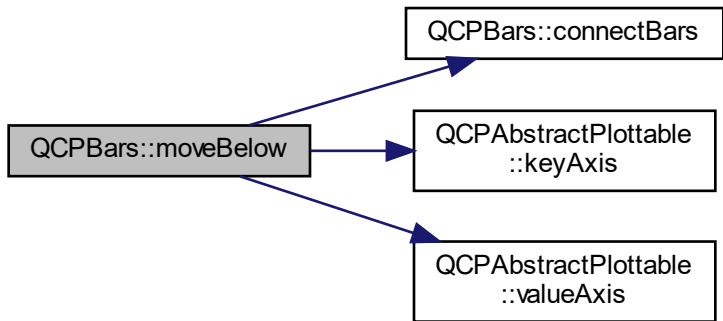 QCPBars::connectBars
QCPBars::moveBelow
QCPAbstractPlottable
::keyAxis
QCPAbstractPlottable
::valueAxis